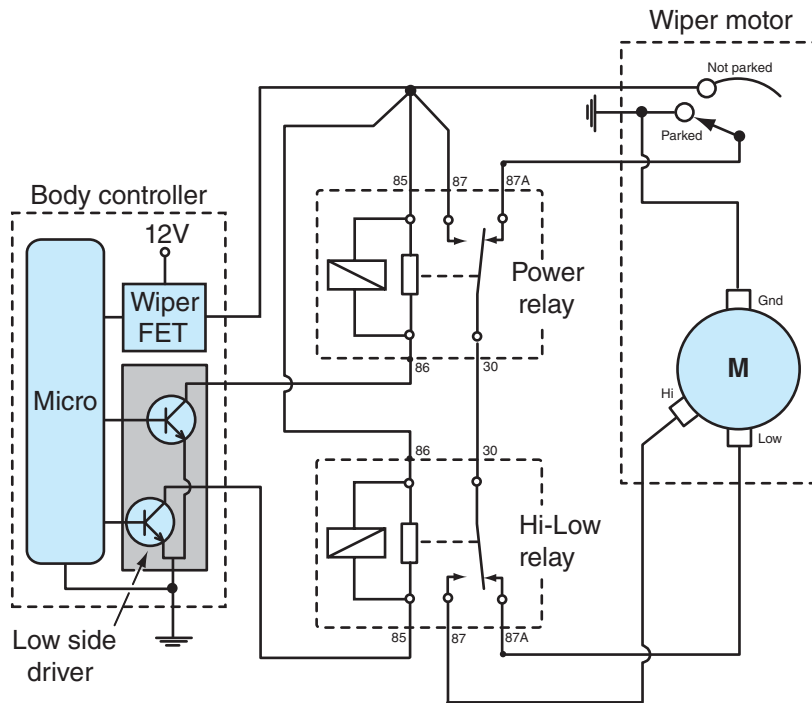 Wiper motor
Not parked
Parked
85
87
87A
Body controller
12V
Wiper
FET
Power
relay
Gnd
86
30
M
Micro
Hi
Low
86
30
Hi-Low
relay
85
87
87A
Low side
driver